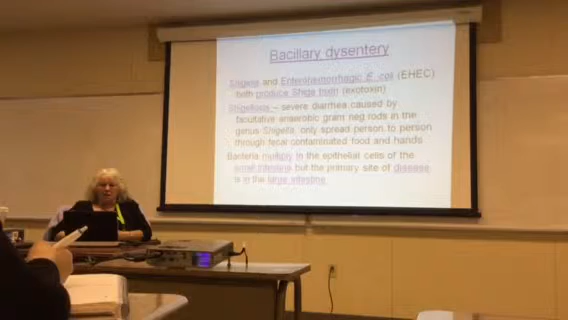 Bacillary dysentery
Shigella and Enterohaemorrhagic E. coli (EHEC)
both produce Shiga toxin (exotoxin)
Shigellosis – severe diarrhea caused by
facultative anaerobic gram neg rods in the
genus Shigella, only spread person to person
through fecal contaminated food and hands
Bacteria multiply in the epithelial cells of the
small intestine but the primary site of disease
is in the large intestine